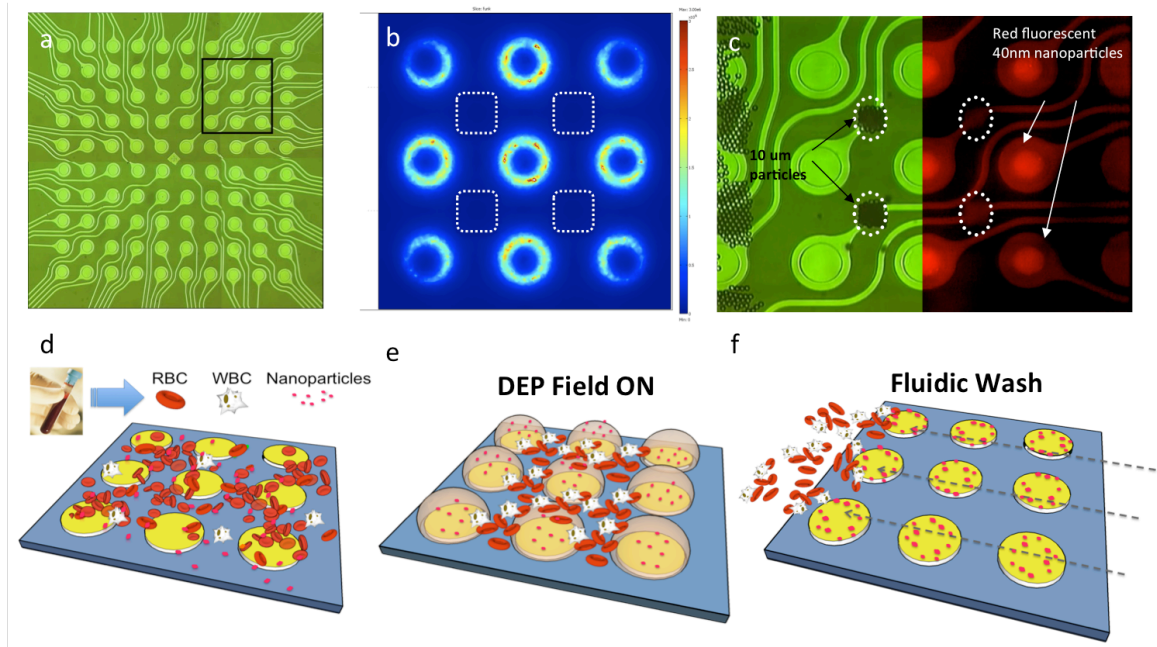 a
b
c
Red fluorescent
40nm nanoparticles
10 um
particles
d
RBC
WBC
Nanoparticles
e
DEP Field ON
f
Fluidic Wash